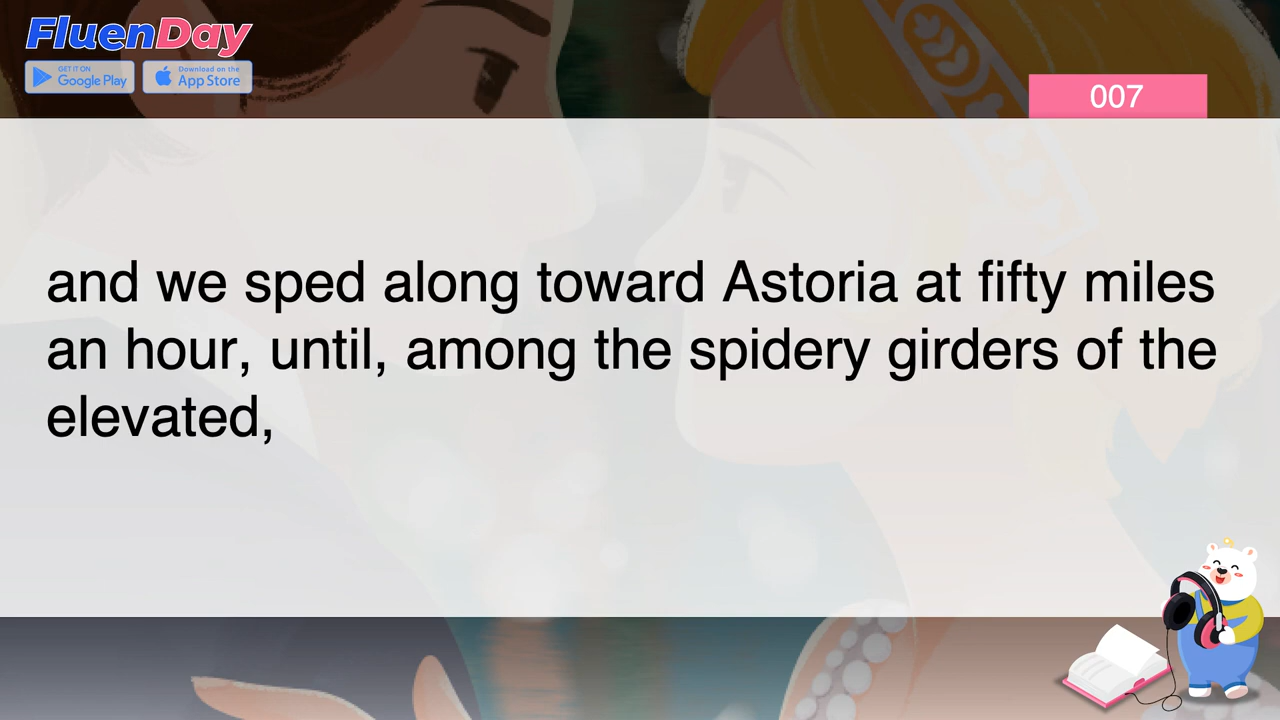 FluenDay
GET IT ON
Google Play
Download on the
App Store
007
and we sped along toward Astoria at fifty miles
an hour, until, among the spidery girders of the
elevated,